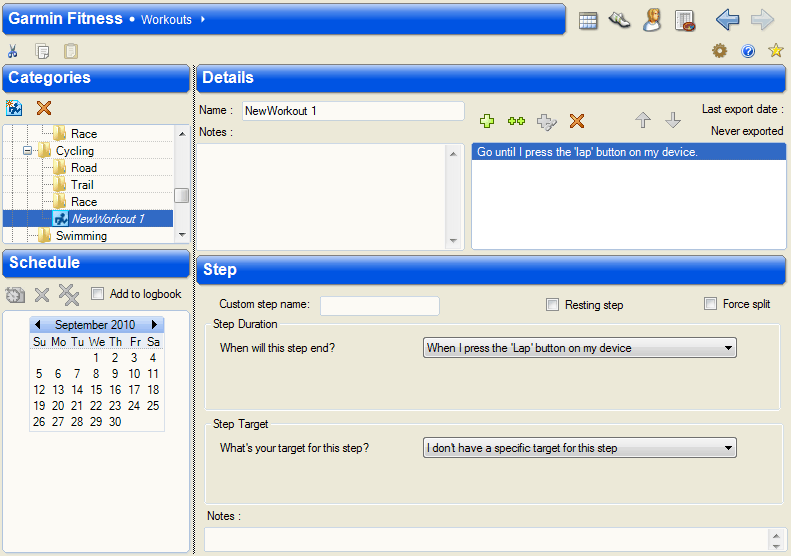 Garmin Fitness • Workouts
Categories
Race
Cycling
Road
Trail
Race
NewWorkout 1
Swimming
Schedule
Add to logbook
September 2010
Su Mo Tu We Th Fr Sa
1 2 3 4
5 6 7 8 9 10 11
12 13 14 15 16 17 18
19 20 21 22 23 24 25
26 27 28 29 30
Details
Name : NewWorkout 1
Notes :
Last export date :
Never exported
Go until I press the 'lap' button on my device.
Step
Custom step name:
Resting step
Force split
Step Duration
When will this step end? When I press the 'Lap' button on my device
Step Target
What's your target for this step? I don't have a specific target for this step
Notes :